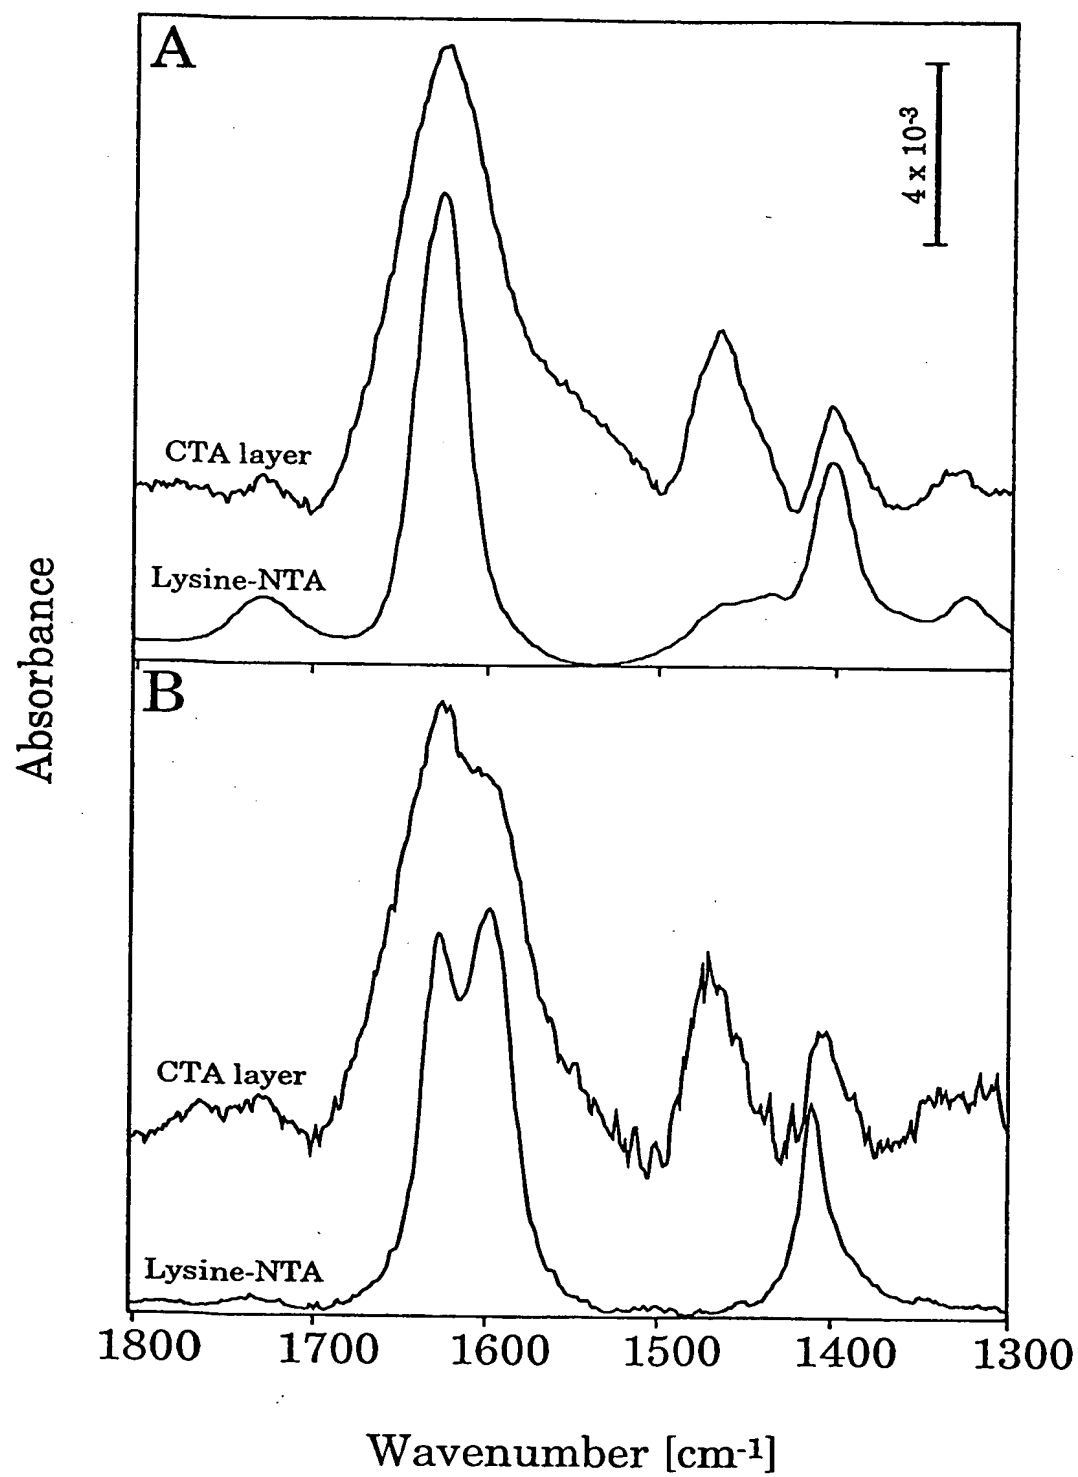 A
4 x 10-3
CTA layer
Lysine-NTA
Absorbance
B
CTA layer
Lysine-NTA
1800 1700 1600 1500 1400 1300
Wavenumber [cm-1]